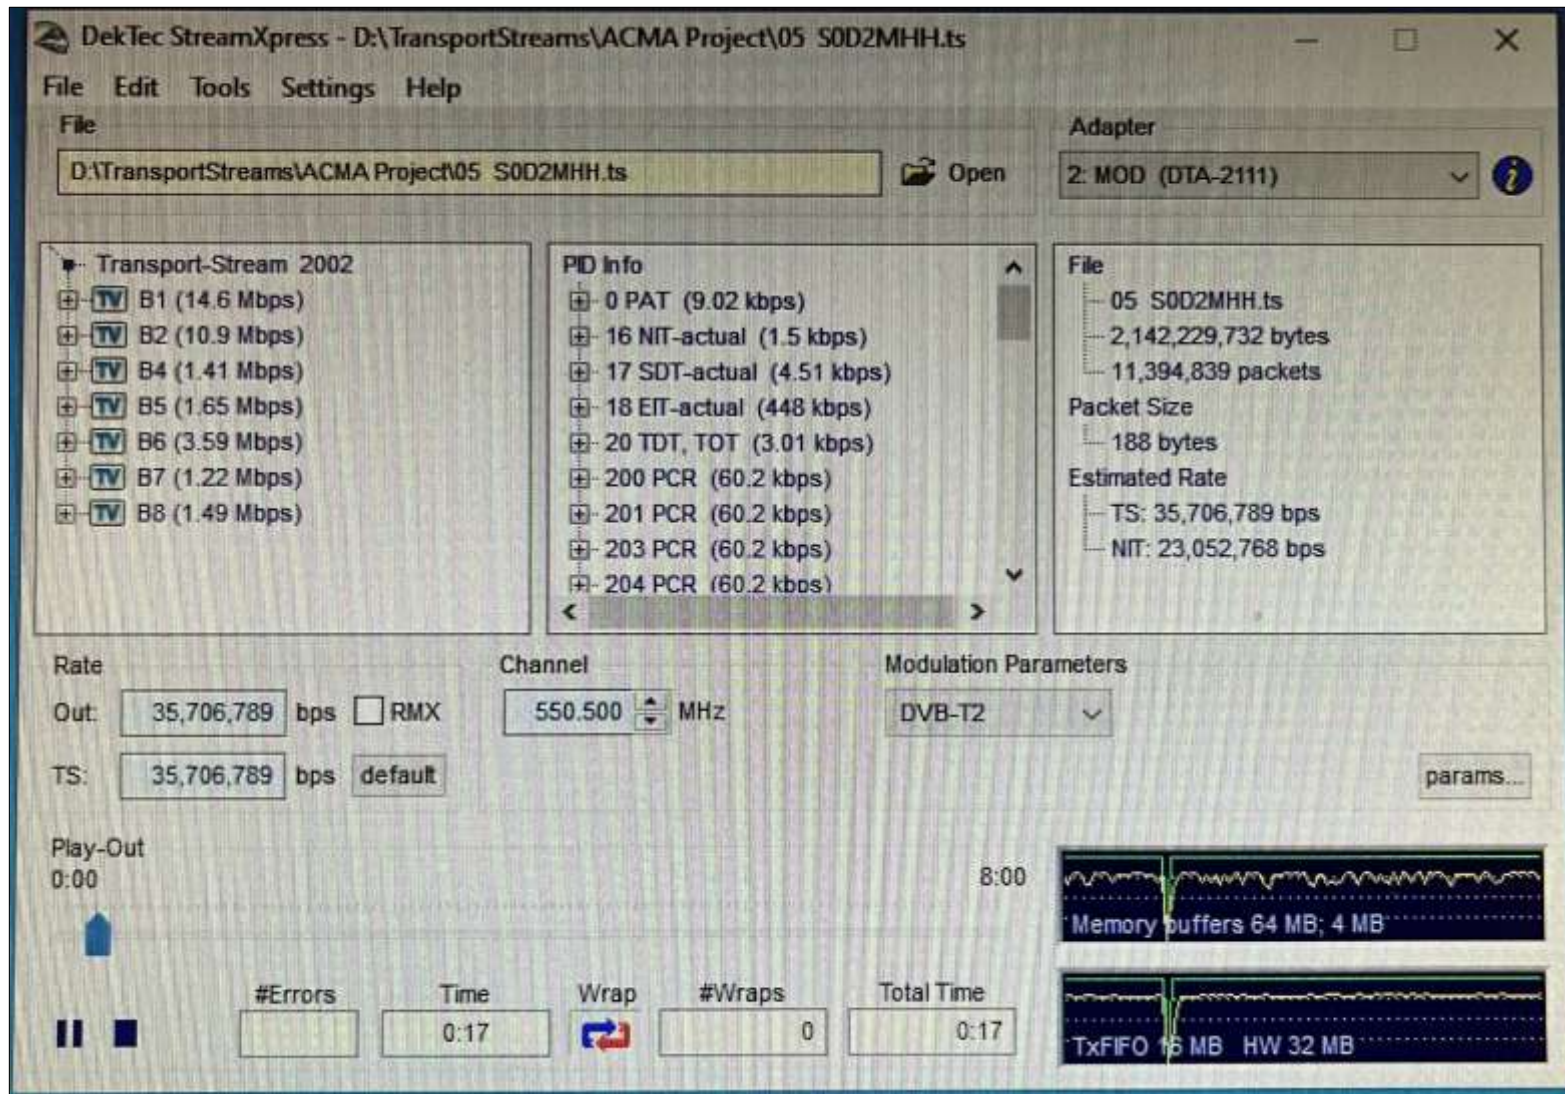 DekTec StreamXpress - D:\TransportStreams\ACMA Project\05 S0D2MHH.ts
File Edit Tools Settings Help
File
D:\TransportStreams\ACMA Project\05 S0D2MHH.ts
Open
Adapter
2: MOD (DTA-2111)
Transport-Stream 2002
TV B1 (14.6 Mbps)
TV B2 (10.9 Mbps)
TV B4 (1.41 Mbps)
TV B5 (1.65 Mbps)
TV B6 (3.59 Mbps)
TV B7 (1.22 Mbps)
TV B8 (1.49 Mbps)
PID Info
0 PAT (9.02 kbps)
16 NIT-actual (1.5 kbps)
17 SDT-actual (4.51 kbps)
18 EIT-actual (448 kbps)
20 TDT, TOT (3.01 kbps)
200 PCR (60.2 kbps)
201 PCR (60.2 kbps)
203 PCR (60.2 kbps)
204 PCR (60.2 kbps)
File
05 S0D2MHH.ts
2,142,229,732 bytes
11,394,839 packets
Packet Size
188 bytes
Estimated Rate
TS: 35,706,789 bps
NIT: 23,052,768 bps
Rate
Out: 35,706,789 bps RMX
TS: 35,706,789 bps default
Channel
550.500 MHz
Modulation Parameters
DVB-T2
params...
Play-Out
0:00
8:00
Memory buffers 64 MB; 4 MB
#Errors Time Wrap #Wraps Total Time
0:17 0 0:17
TxFIFO 16 MB HW 32 MB